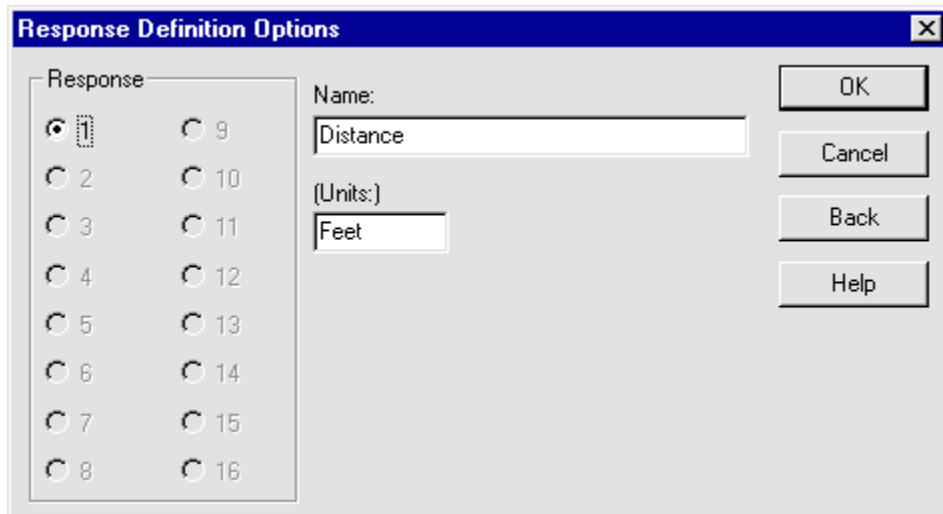 Response Definition Options
Response
1
9
2
10
3
11
4
12
5
13
6
14
7
15
8
16
Name:
Distance
(Units:)
Feet
OK
Cancel
Back
Help